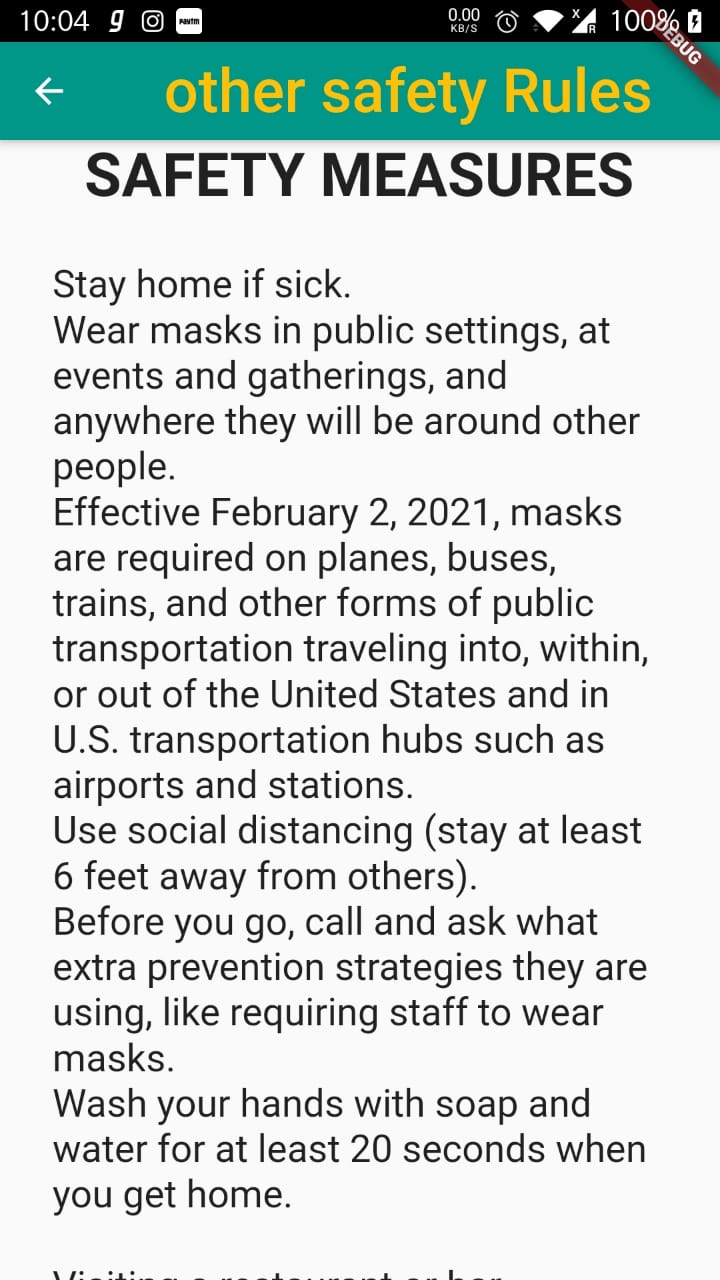 10:04 g Paytm 0.00 KB/S X R 100%
DEBUG
other safety Rules
SAFETY MEASURES
Stay home if sick.
Wear masks in public settings, at
events and gatherings, and
anywhere they will be around other
people.
Effective February 2, 2021, masks
are required on planes, buses,
trains, and other forms of public
transportation traveling into, within,
or out of the United States and in
U.S. transportation hubs such as
airports and stations.
Use social distancing (stay at least
6 feet away from others).
Before you go, call and ask what
extra prevention strategies they are
using, like requiring staff to wear
masks.
Wash your hands with soap and
water for at least 20 seconds when
you get home.
Visiting a restaurant or bar